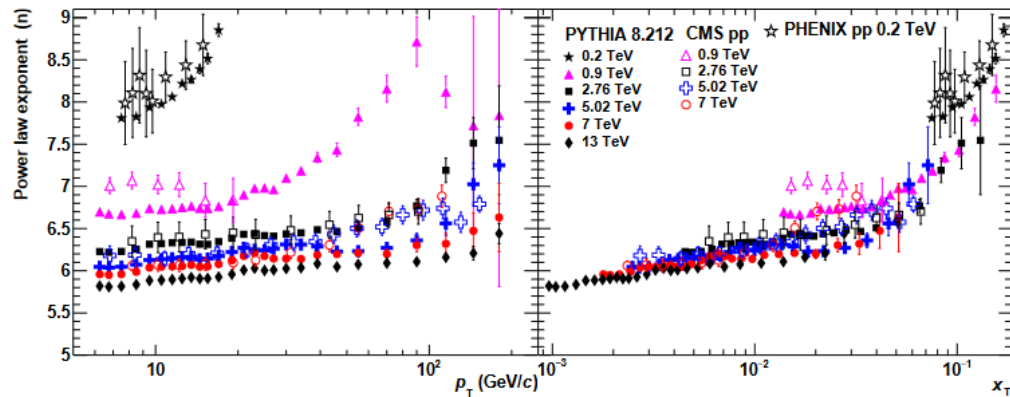 Power law exponent (n)
9
8.5
8
7.5
7
6.5
6
5.5
5
10
10²
p_T (GeV/c)
PYTHIA 8.212
0.2 TeV
0.9 TeV
2.76 TeV
5.02 TeV
7 TeV
13 TeV
CMS pp
0.9 TeV
2.76 TeV
5.02 TeV
7 TeV
PHENIX pp 0.2 TeV
10⁻³
10⁻²
10⁻¹
x_T